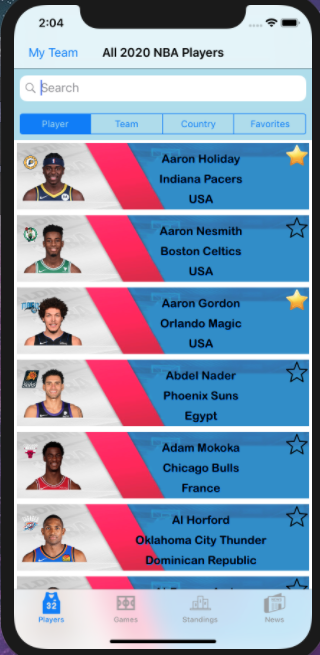 2:04
My Team
All 2020 NBA Players
Search
Player
Team
Country
Favorites
Aaron Holiday
Indiana Pacers
USA
Aaron Nesmith
Boston Celtics
USA
Aaron Gordon
Orlando Magic
USA
Abdel Nader
Phoenix Suns
Egypt
Adam Mokoka
Chicago Bulls
France
Al Horford
Oklahoma City Thunder
Dominican Republic
32
Players
Games
Standings
News